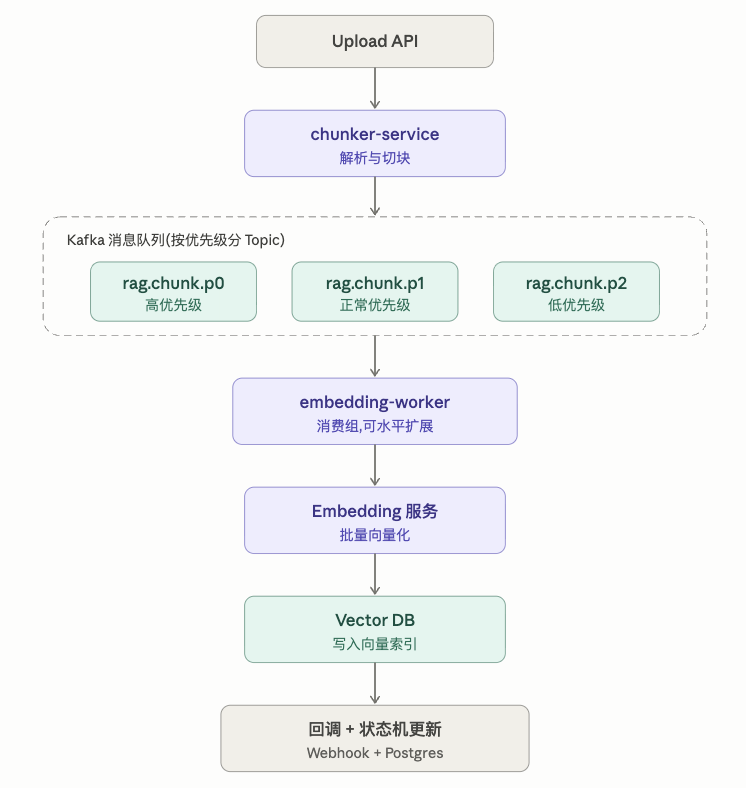 Upload API
chunker-service
解析与切块
Kafka 消息队列(按优先级分 Topic)
rag.chunk.p0
高优先级
rag.chunk.p1
正常优先级
rag.chunk.p2
低优先级
embedding-worker
消费组,可水平扩展
Embedding 服务
批量向量化
Vector DB
写入向量索引
回调 + 状态机更新
Webhook + Postgres